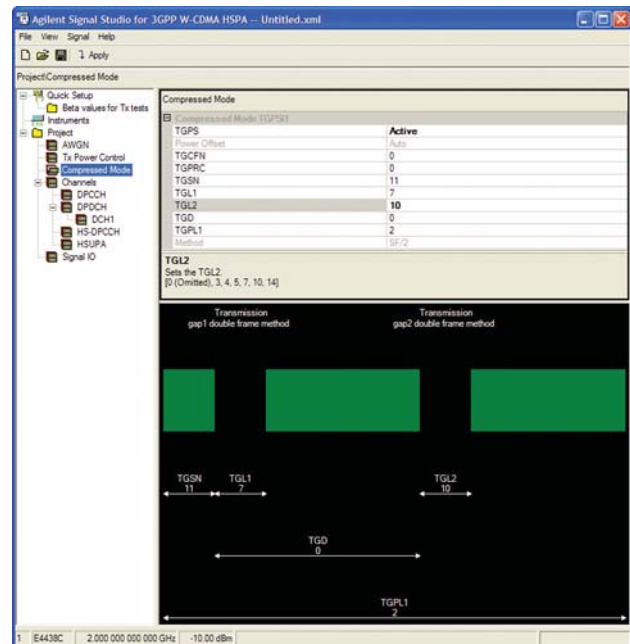 Agilent Signal Studio for 3GPP W-CDMA HSPA -- Untitled.xml
File View Signal Help
Apply
Project\Compressed Mode
Quick Setup
Beta values for Tx tests
Instruments
Project
AWGN
Tx Power Control
Compressed Mode
Channels
DPCCH
DPDCH
DCH1
HS-DPCCH
HSUPA
Signal IO
Compressed Mode
Compressed Mode TGPS#1
TGPS Active
Power Offset Auto
TGCFN 0
TGPRC 0
TGSN 11
TGL1 7
TGL2 10
TGD 0
TGPL1 2
Method SF/2
TGL2
Sets the TGL2.
[0 (Omitted), 3, 4, 5, 7, 10, 14]
Transmission
gap1 double frame method
Transmission
gap2 double frame method
TGSN
11
TGL1
7
TGL2
10
TGD
0
TGPL1
2
1 E4438C 2.000 000 000 000 GHz -10.00 dBm